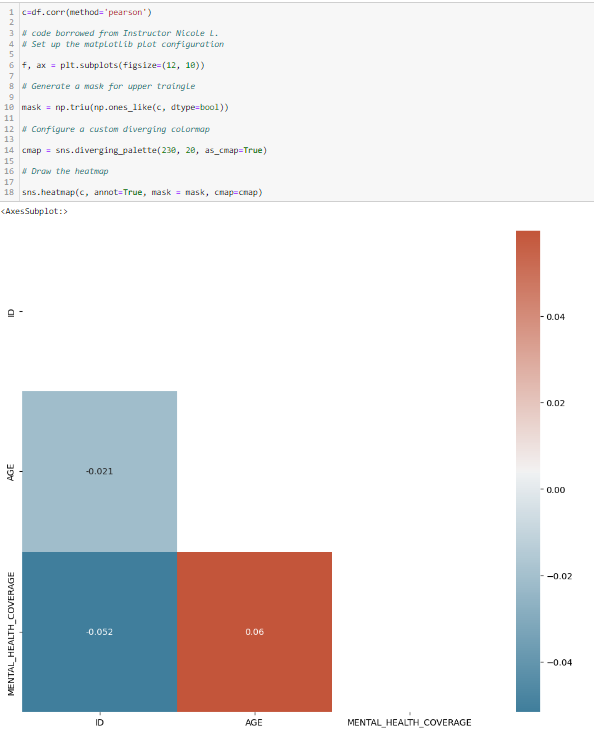 1 c=df.corr(method='pearson')
2
3 # code borrowed from Instructor Nicole L.
4 # Set up the matplotlib plot configuration
5
6 f, ax = plt.subplots(figsize=(12, 10))
7
8 # Generate a mask for upper traingle
9
10 mask = np.triu(np.ones_like(c, dtype=bool))
11
12 # Configure a custom diverging colormap
13
14 cmap = sns.diverging_palette(230, 20, as_cmap=True)
15
16 # Draw the heatmap
17
18 sns.heatmap(c, annot=True, mask = mask, cmap=cmap)
<AxesSubplot:>
ID
AGE
MENTAL_HEALTH_COVERAGE
-0.021
-0.052
0.06
ID
AGE
MENTAL_HEALTH_COVERAGE
0.04
0.02
0.00
−0.02
−0.04